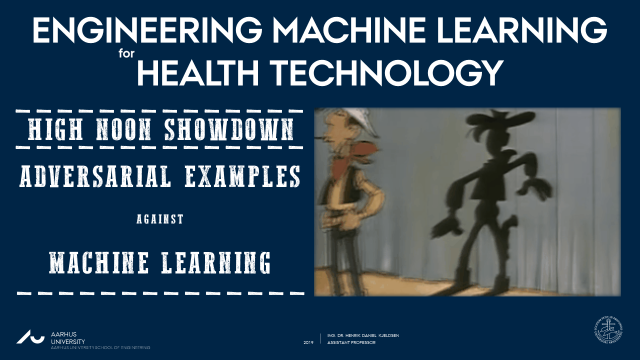 ENGINEERING MACHINE LEARNING
for
HEALTH TECHNOLOGY
HIGH NOON SHOWDOWN
ADVERSARIAL EXAMPLES
AGAINST
MACHINE LEARNING
AARHUS
UNIVERSITY
AARHUS UNIVERSITY SCHOOL OF ENGINEERING
2019
ING. DR. HENRIK DANIEL KJELDSEN
ASSISTANT PROFESSOR